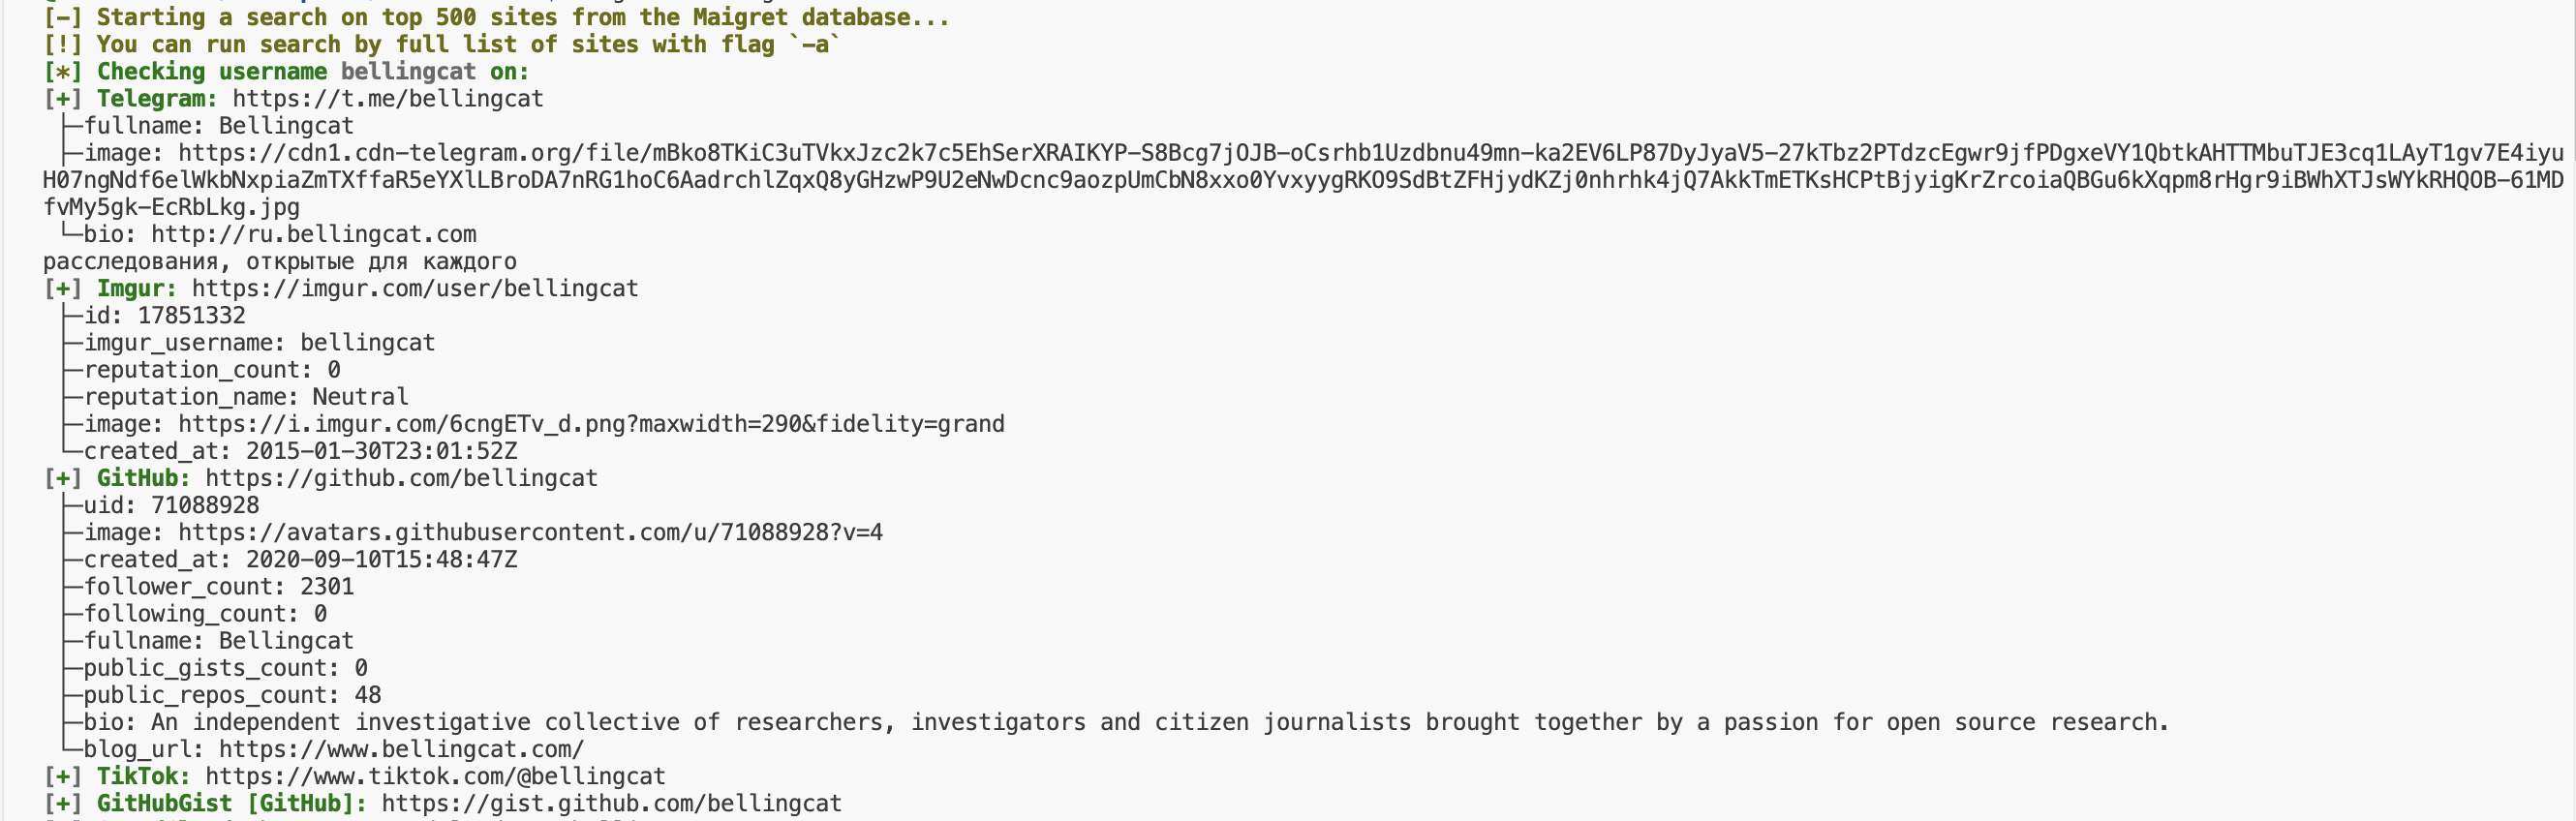 [-] Starting a search on top 500 sites from the Maigret database...
[!] You can run search by full list of sites with flag `-a`
[*] Checking username bellingcat on:
[+] Telegram: https://t.me/bellingcat
├─fullname: Bellingcat
├─image: https://cdn1.cdn-telegram.org/file/mBko8TKiC3uTVkxJzc2k7c5EhSerXRAIKYP-S8Bcg7jOJB-oCsrhb1Uzdbnu49mn-ka2EV6LP87DyJyaV5-27kTbz2PTdzcEgwr9jfPDgxeVY1QbtkAHTTMbuTJE3cq1LAyT1gv7E4iyu
H07ngNdf6elWkbNxpiaZmTXffaR5eYXlLBroDA7nRG1hoC6AadrchlZqxQ8yGHzwP9U2eNwDcnc9aozpUmCbN8xxo0YvxyygRKO9SdBtZFHjydKZj0nhrhk4jQ7AkkTmETKsHCPtBjyigKrZrcoiaQBGu6kXqpm8rHgr9iBWhXTJsWYkRHQOB-61MD
fvMy5gk-EcRbLkg.jpg
└─bio: http://ru.bellingcat.com
расследования, открытые для каждого
[+] Imgur: https://imgur.com/user/bellingcat
├─id: 17851332
├─imgur_username: bellingcat
├─reputation_count: 0
├─reputation_name: Neutral
├─image: https://i.imgur.com/6cngETv_d.png?maxwidth=290&fidelity=grand
└─created_at: 2015-01-30T23:01:52Z
[+] GitHub: https://github.com/bellingcat
├─uid: 71088928
├─image: https://avatars.githubusercontent.com/u/71088928?v=4
├─created_at: 2020-09-10T15:48:47Z
├─follower_count: 2301
├─following_count: 0
├─fullname: Bellingcat
├─public_gists_count: 0
├─public_repos_count: 48
├─bio: An independent investigative collective of researchers, investigators and citizen journalists brought together by a passion for open source research.
└─blog_url: https://www.bellingcat.com/
[+] TikTok: https://www.tiktok.com/@bellingcat
[+] GitHubGist [GitHub]: https://gist.github.com/bellingcat